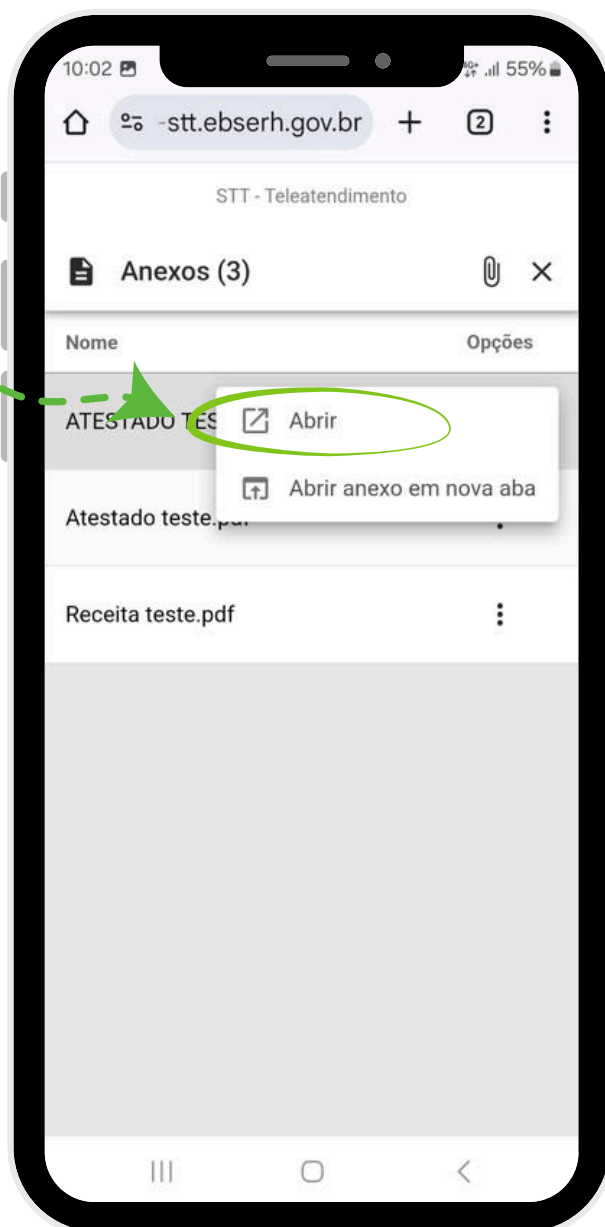 10:02 55%
-stt.ebserh.gov.br 2
STT - Teleatendimento
Anexos (3)
Nome Opções
ATESTADO TES
Abrir
Abrir anexo em nova aba
Atestado teste.pdf
Receita teste.pdf